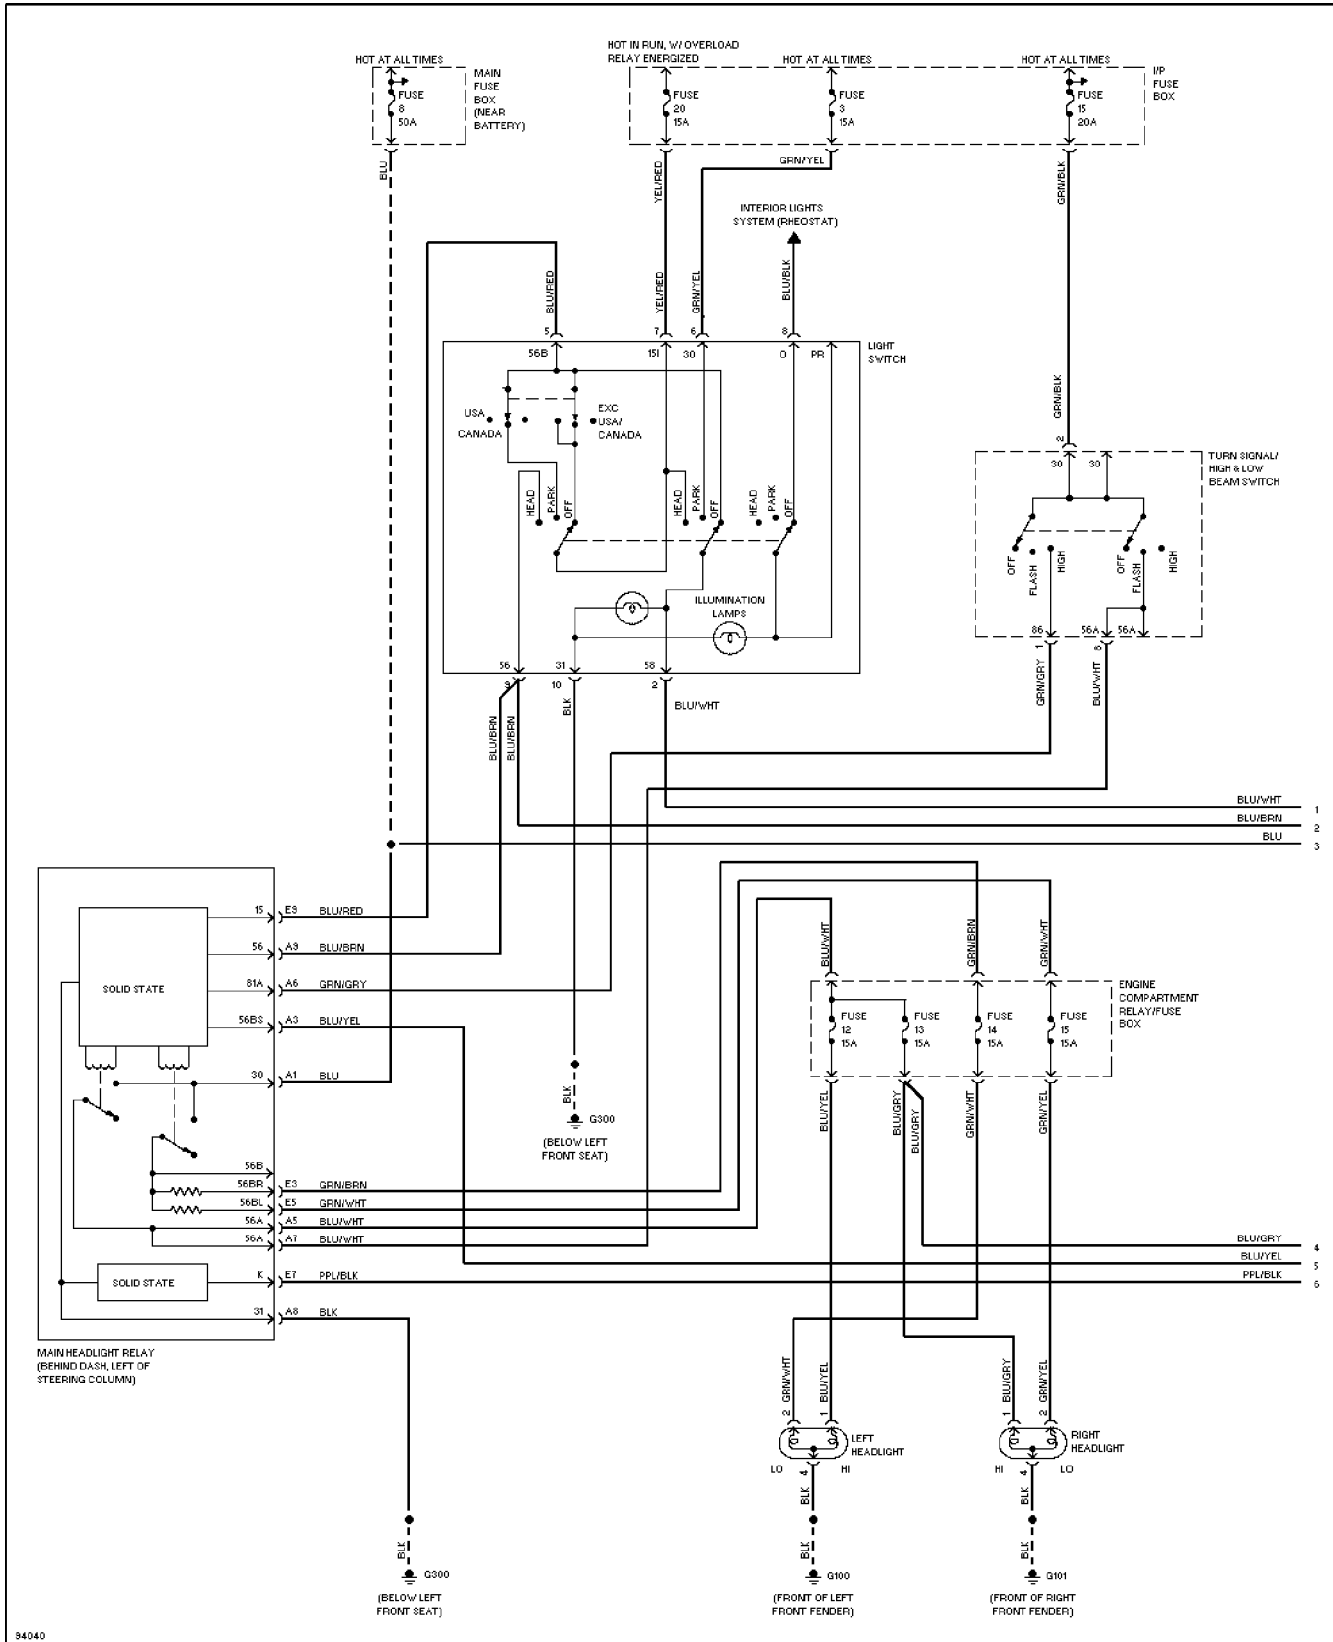 HOT AT ALL TIMES
MAIN
FUSE
BOX
(NEAR
BATTERY)
FUSE
8
50A
BLU
HOT IN RUN, W/ OVERLOAD
RELAY ENERGIZED
HOT AT ALL TIMES
HOT AT ALL TIMES
I/P
FUSE
BOX
FUSE
20
15A
FUSE
3
15A
FUSE
15
20A
YEL/RED
GRN/YEL
GRN/BLK
INTERIOR LIGHTS
SYSTEM (RHEOSTAT)
BLU/RED
YEL/RED
GRN/YEL
BLU/BLK
5
7
6
8
LIGHT
SWITCH
56B
15I
30
0
PR
USA
CANADA
EXC
USA/
CANADA
HEAD
PARK
OFF
HEAD
PARK
OFF
HEAD
PARK
OFF
ILLUMINATION
LAMPS
56
31
58
9
10
2
BLU/BRN
BLU/BRN
BLK
BLU/WHT
GRN/BLK
2
30
30
TURN SIGNAL/
HIGH & LOW
BEAM SWITCH
OFF
FLASH
HIGH
OFF
FLASH
HIGH
86
56A
56A
1
8
GRN/GRY
BLU/WHT
BLU/WHT
1
BLU/BRN
2
BLU
3
SOLID STATE
15
E9
BLU/RED
56
A9
BLU/BRN
81A
A6
GRN/GRY
56BS
A3
BLU/YEL
30
A1
BLU
56B
56BR
E3
GRN/BRN
56BL
E5
GRN/WHT
56A
A5
BLU/WHT
56A
A7
BLU/WHT
SOLID STATE
K
E7
PPL/BLK
31
A8
BLK
MAIN HEADLIGHT RELAY
(BEHIND DASH, LEFT OF
STEERING COLUMN)
BLK
G300
(BELOW LEFT
FRONT SEAT)
BLU/WHT
GRN/BRN
GRN/WHT
ENGINE
COMPARTMENT
RELAY/FUSE
BOX
FUSE
12
15A
FUSE
13
15A
FUSE
14
15A
FUSE
15
15A
BLU/YEL
BLU/GRY
BLU/GRY
GRN/WHT
GRN/YEL
BLU/GRY
4
BLU/YEL
5
PPL/BLK
6
GRN/WHT
BLU/YEL
BLU/GRY
GRN/YEL
2
1
1
2
LEFT
HEADLIGHT
RIGHT
HEADLIGHT
LO
4
HI
HI
4
LO
BLK
BLK
BLK
BLK
BLK
G300
(BELOW LEFT
FRONT SEAT)
G100
(FRONT OF LEFT
FRONT FENDER)
G101
(FRONT OF RIGHT
FRONT FENDER)
94040